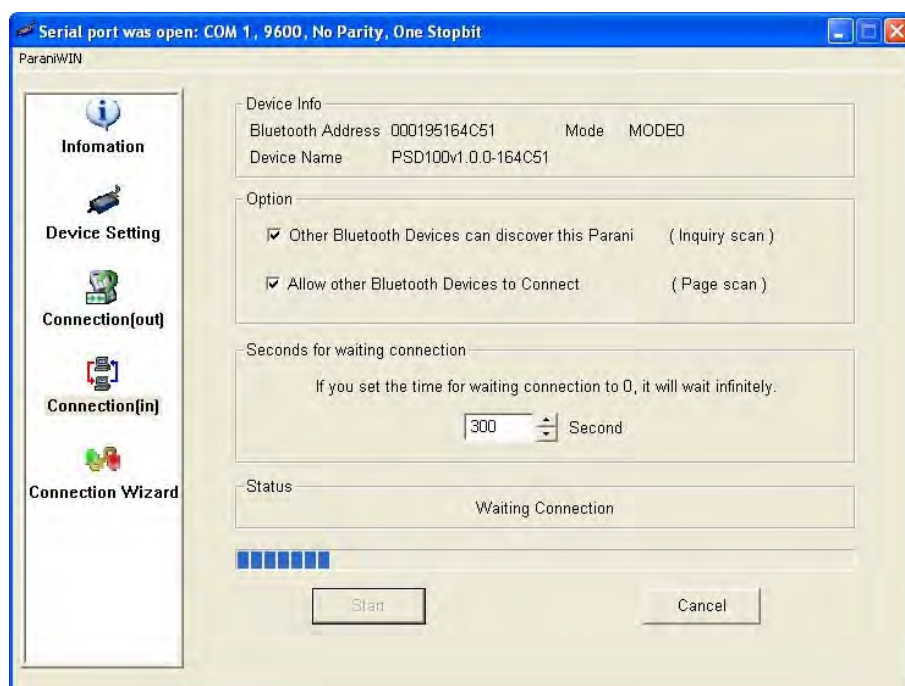 Serial port was open: COM 1, 9600, No Parity, One Stopbit
ParaniWIN
Infomation
Device Setting
Connection(out)
Connection(in)
Connection Wizard
Device Info
Bluetooth Address 000195164C51 Mode MODE0
Device Name PSD100v1.0.0-164C51
Option
Other Bluetooth Devices can discover this Parani ( Inquiry scan )
Allow other Bluetooth Devices to Connect ( Page scan )
Seconds for waiting connection
If you set the time for waiting connection to 0, it will wait infinitely.
300 Second
Status
Waiting Connection
Start Cancel